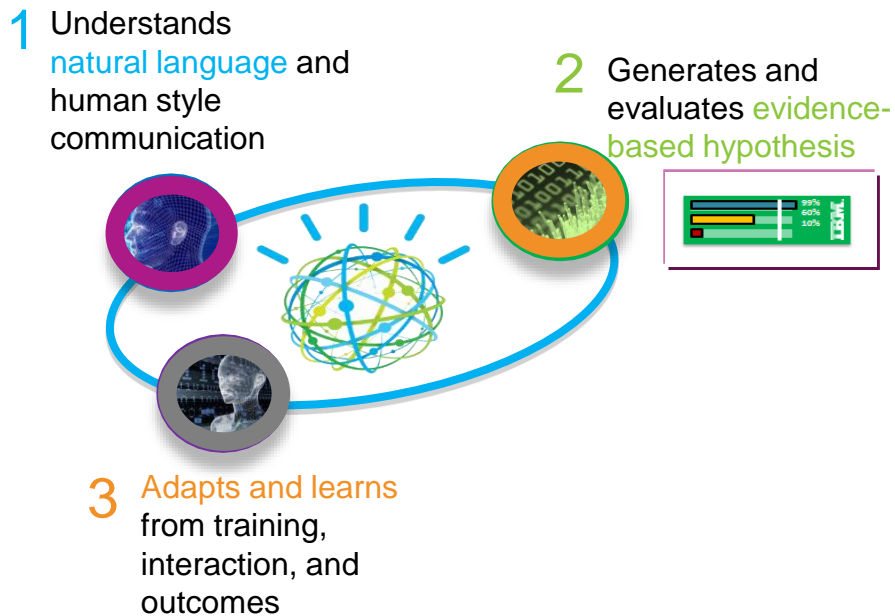 1
Understands
natural language and
human style
communication
2
Generates and
evaluates evidence-
based hypothesis
99%
60%
10%
IBM
3
Adapts and learns
from training,
interaction, and
outcomes